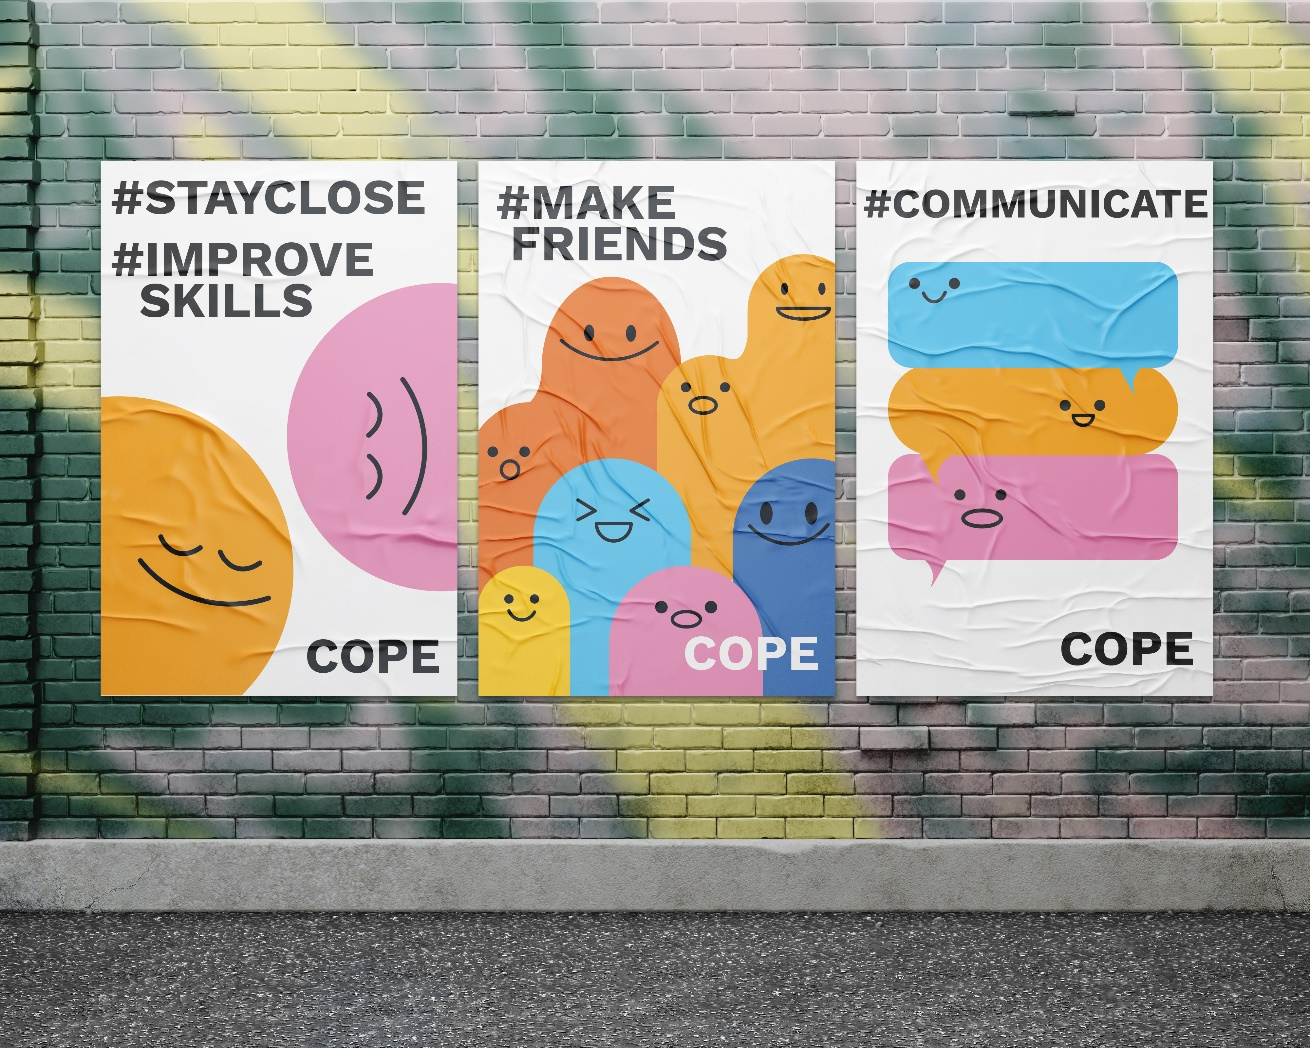 #STAYCLOSE
#IMPROVE
SKILLS
COPE
#MAKE
FRIENDS
COPE
#COMMUNICATE
COPE